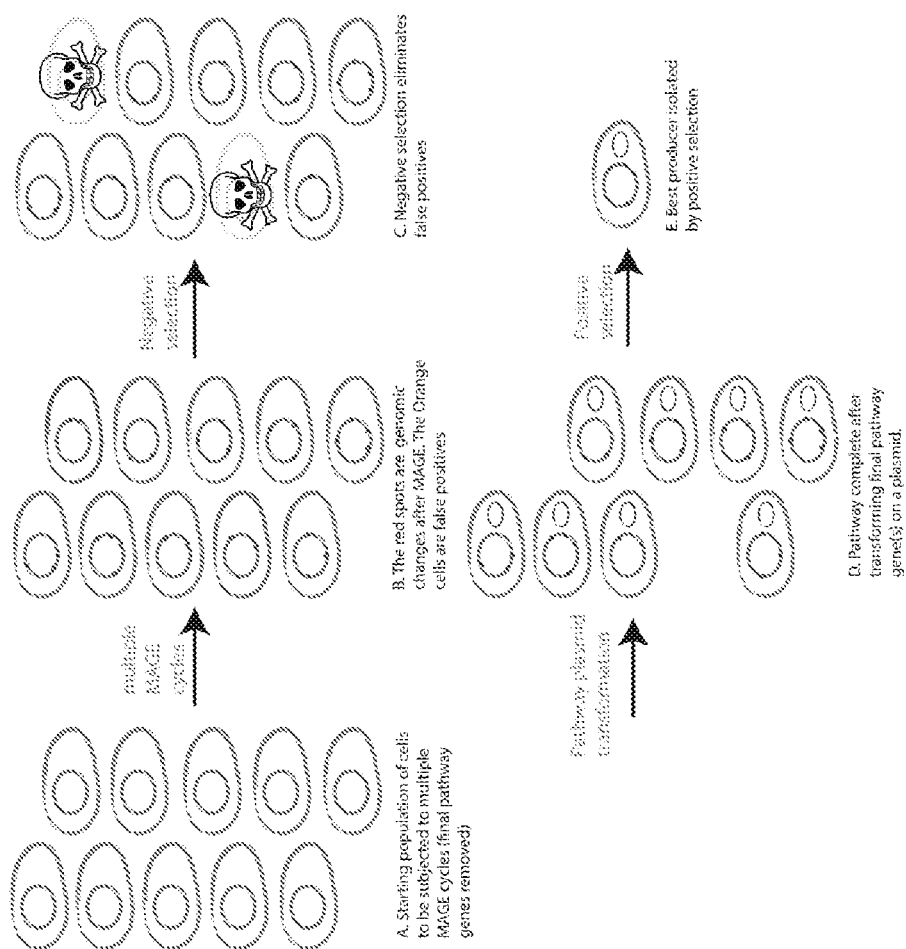 A. Starting population of cells
to be subjected to multiple
MAGE cycles (final pathway
genes removed)
multiple
MAGE
cycles
B. The red spots are genomic
changes after MAGE. The Orange
cells are false positives
Negative
selection
C. Negative selection eliminates
false positives
Pathway plasmid
transformation
D. Pathway complete after
transforming final pathway
gene(s) on a plasmid.
Positive
selection
E. Best producer isolated
by positive selection